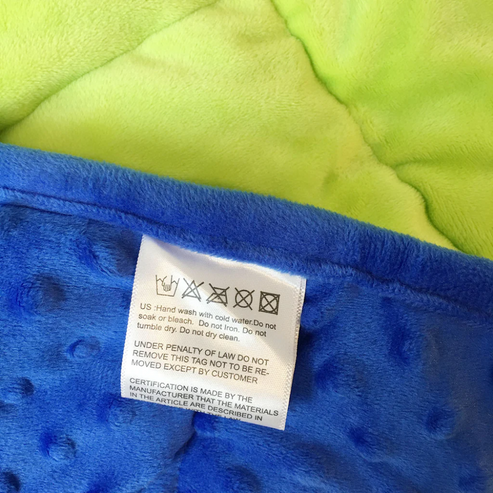 US :Hand wash with cold water.Do not
soak or bleach. Do not Iron. Do not
tumble dry. Do not dry clean.
UNDER PENALTY OF LAW DO NOT
REMOVE THIS TAG NOT TO BE RE-
MOVED EXCEPT BY CUSTOMER
CERTIFICATION IS MADE BY THE
MANUFACTURER THAT THE MATERIALS
IN THE ARTICLE ARE DESCRIBED IN